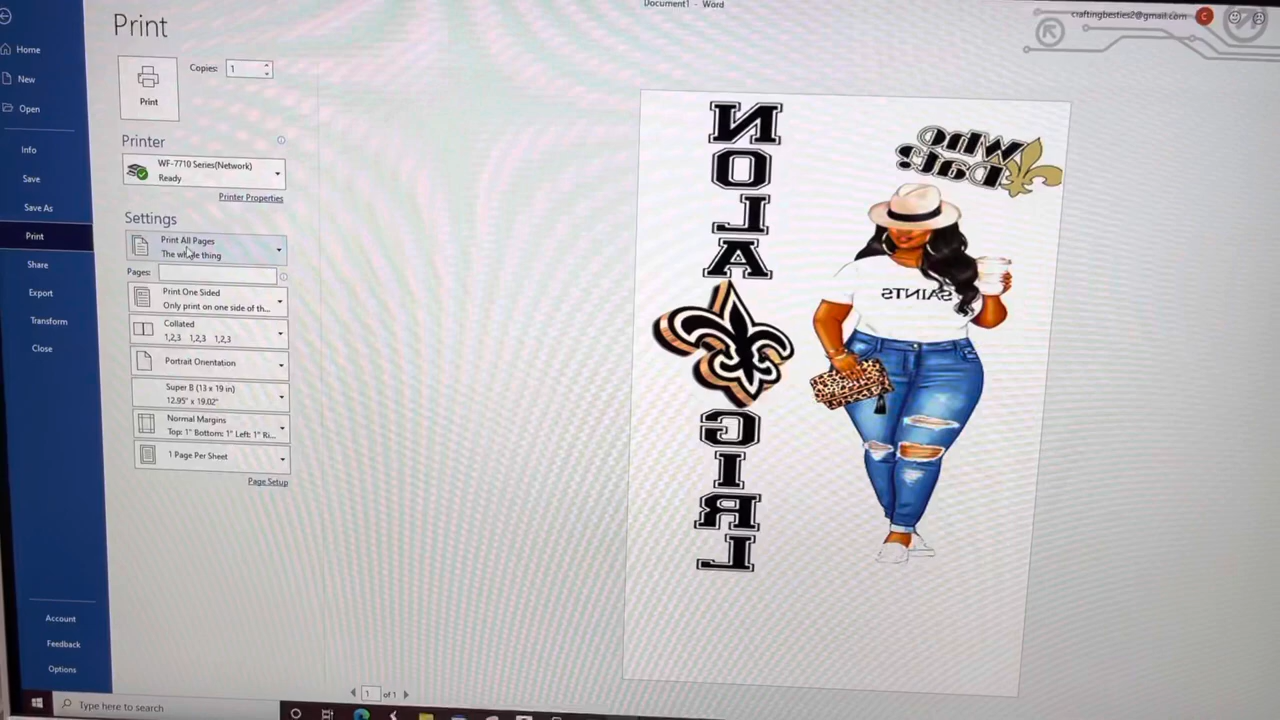 Document1 - Word
craftingbesties2@gmail.com
C
Print
Home
New
Open
Info
Save
Save As
Print
Share
Export
Transform
Close
Account
Feedback
Options
Print
Copies: 1
Printer
WF-7710 Series(Network)
Ready
Printer Properties
Settings
Print All Pages
The whole thing
Pages:
Print One Sided
Only print on one side of th...
Collated
1,2,3 1,2,3 1,2,3
Portrait Orientation
Super B (13 x 19 in)
12.95" x 19.02"
Normal Margins
Top: 1" Bottom: 1" Left: 1" Ri...
1 Page Per Sheet
Page Setup
NOLA
GIRL
Who
Dat?
SAINTS
1 of 1
Type here to search